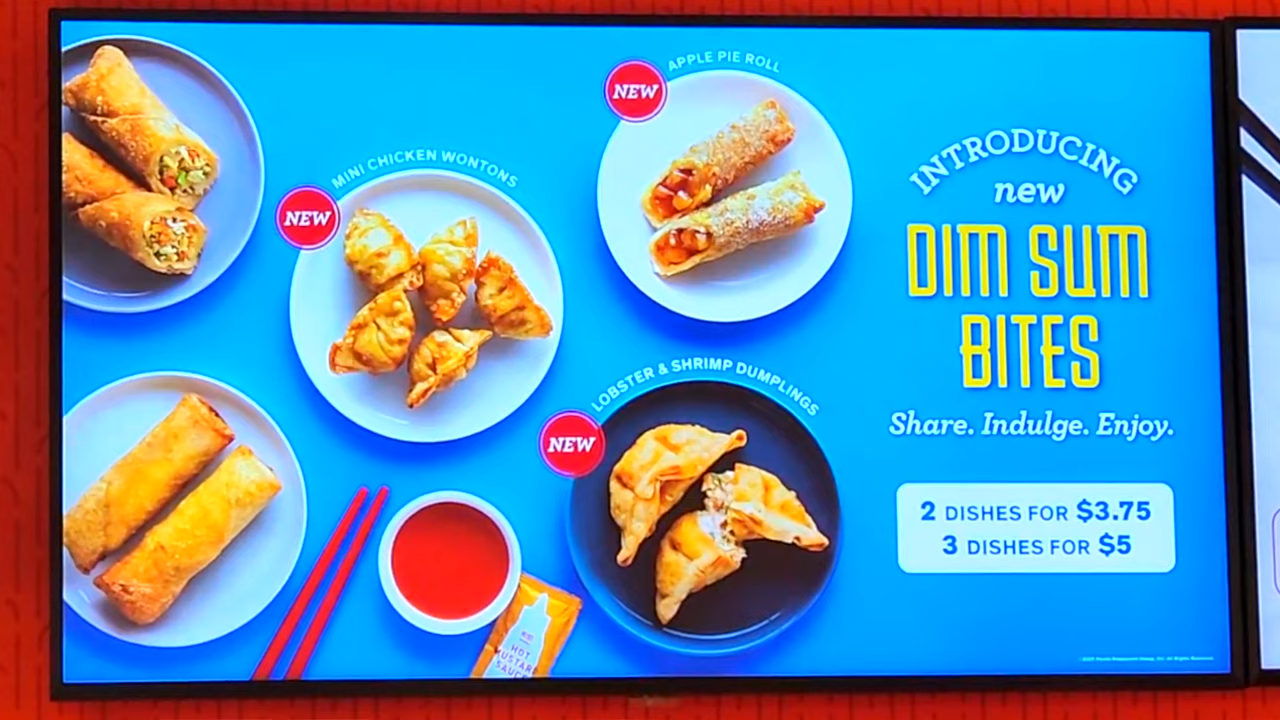 APPLE PIE ROLL
NEW
MINI CHICKEN WONTONS
NEW
LOBSTER & SHRIMP DUMPLINGS
NEW
INTRODUCING
new
DIM SUM
BITES
Share. Indulge. Enjoy.
2 DISHES FOR $3.75
3 DISHES FOR $5
HOT
MUSTARD
SAUCE